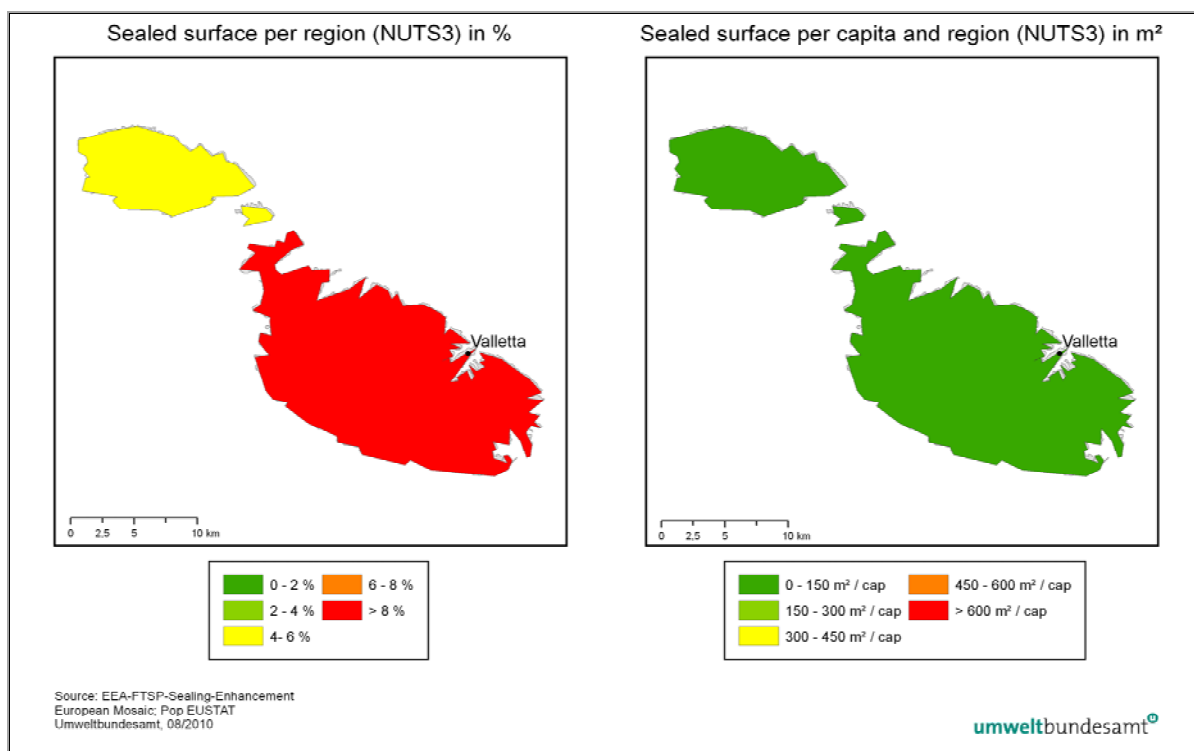 Sealed surface per region (NUTS3) in %
Valletta
0 2,5 5 10 km
0 - 2 %
2 - 4 %
4- 6 %
6 - 8 %
> 8 %
Sealed surface per capita and region (NUTS3) in m²
Valletta
0 2,5 5 10 km
0 - 150 m² / cap
150 - 300 m² / cap
300 - 450 m² / cap
450 - 600 m² / cap
> 600 m² / cap
Source: EEA-FTSP-Sealing-Enhancement
European Mosaic; Pop EUSTAT
Umweltbundesamt, 08/2010
umweltbundesamt u